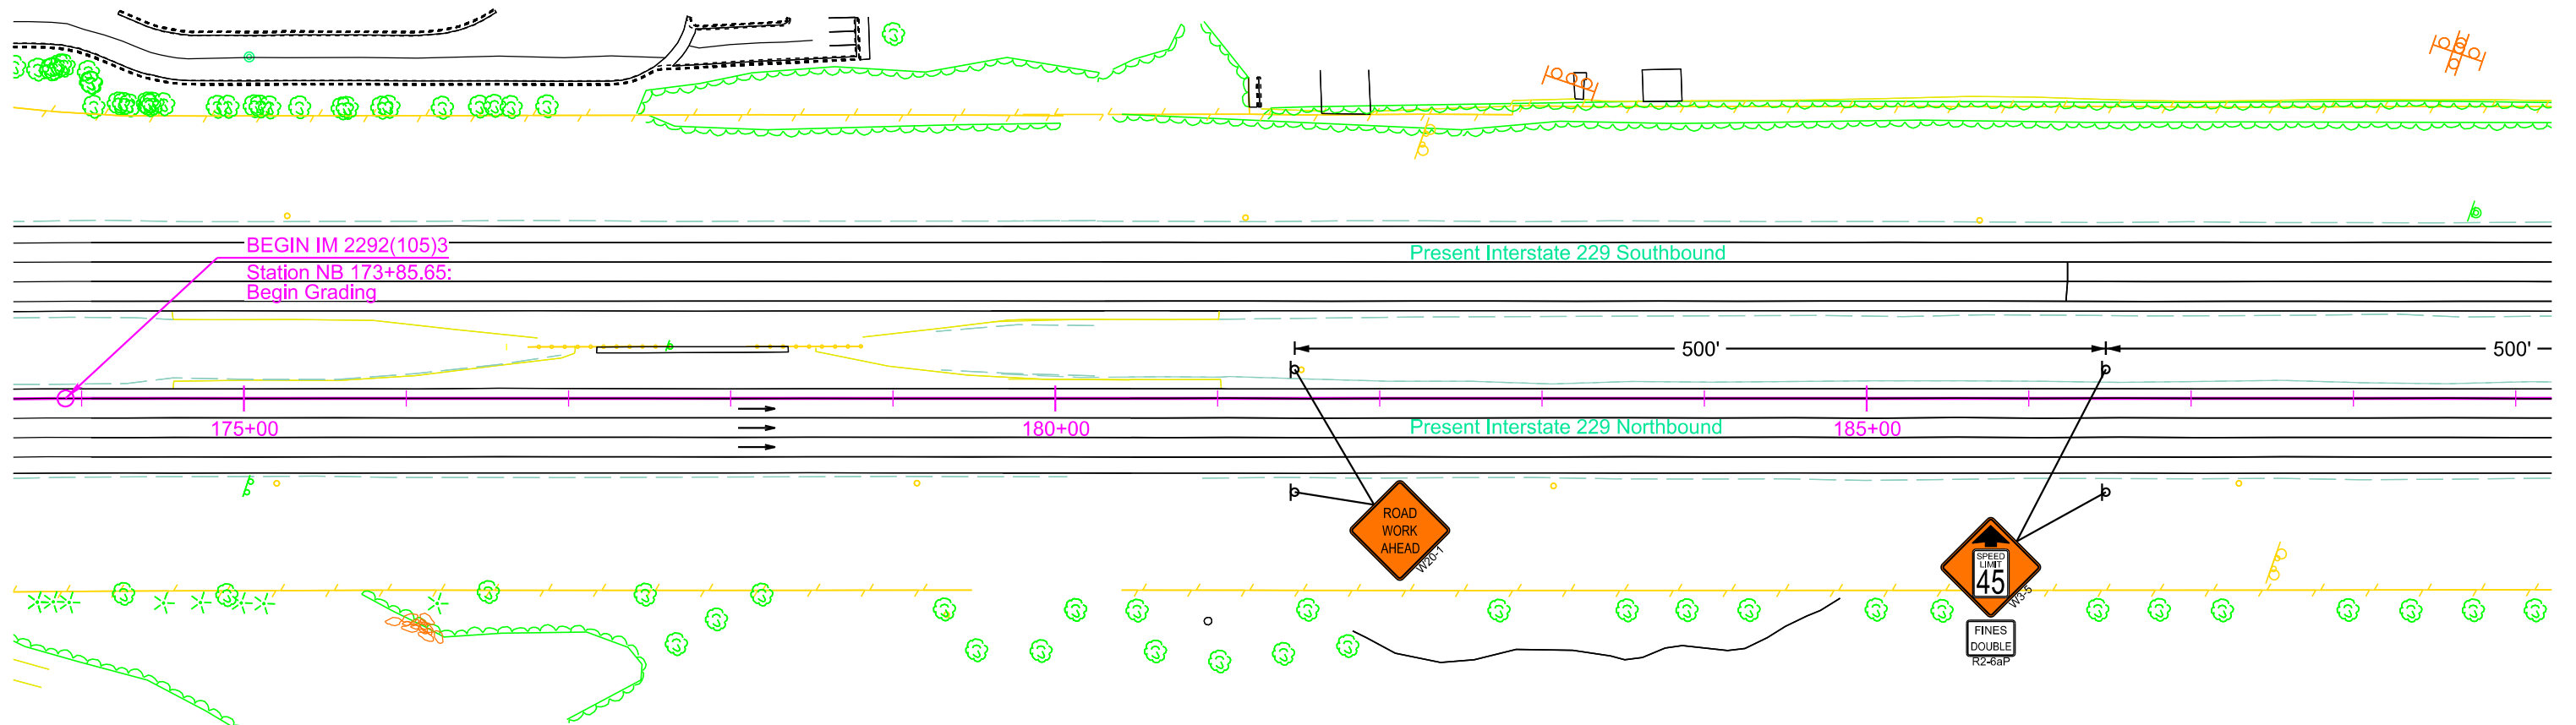 BEGIN IM 2292(105)3
Station NB 173+85.65:
Begin Grading
Present Interstate 229 Southbound
500'
500'
175+00
180+00
Present Interstate 229 Northbound
185+00
ROAD
WORK
AHEAD
W20-1
SPEED
LIMIT
45
W3-5
FINES
DOUBLE
R2-6aP